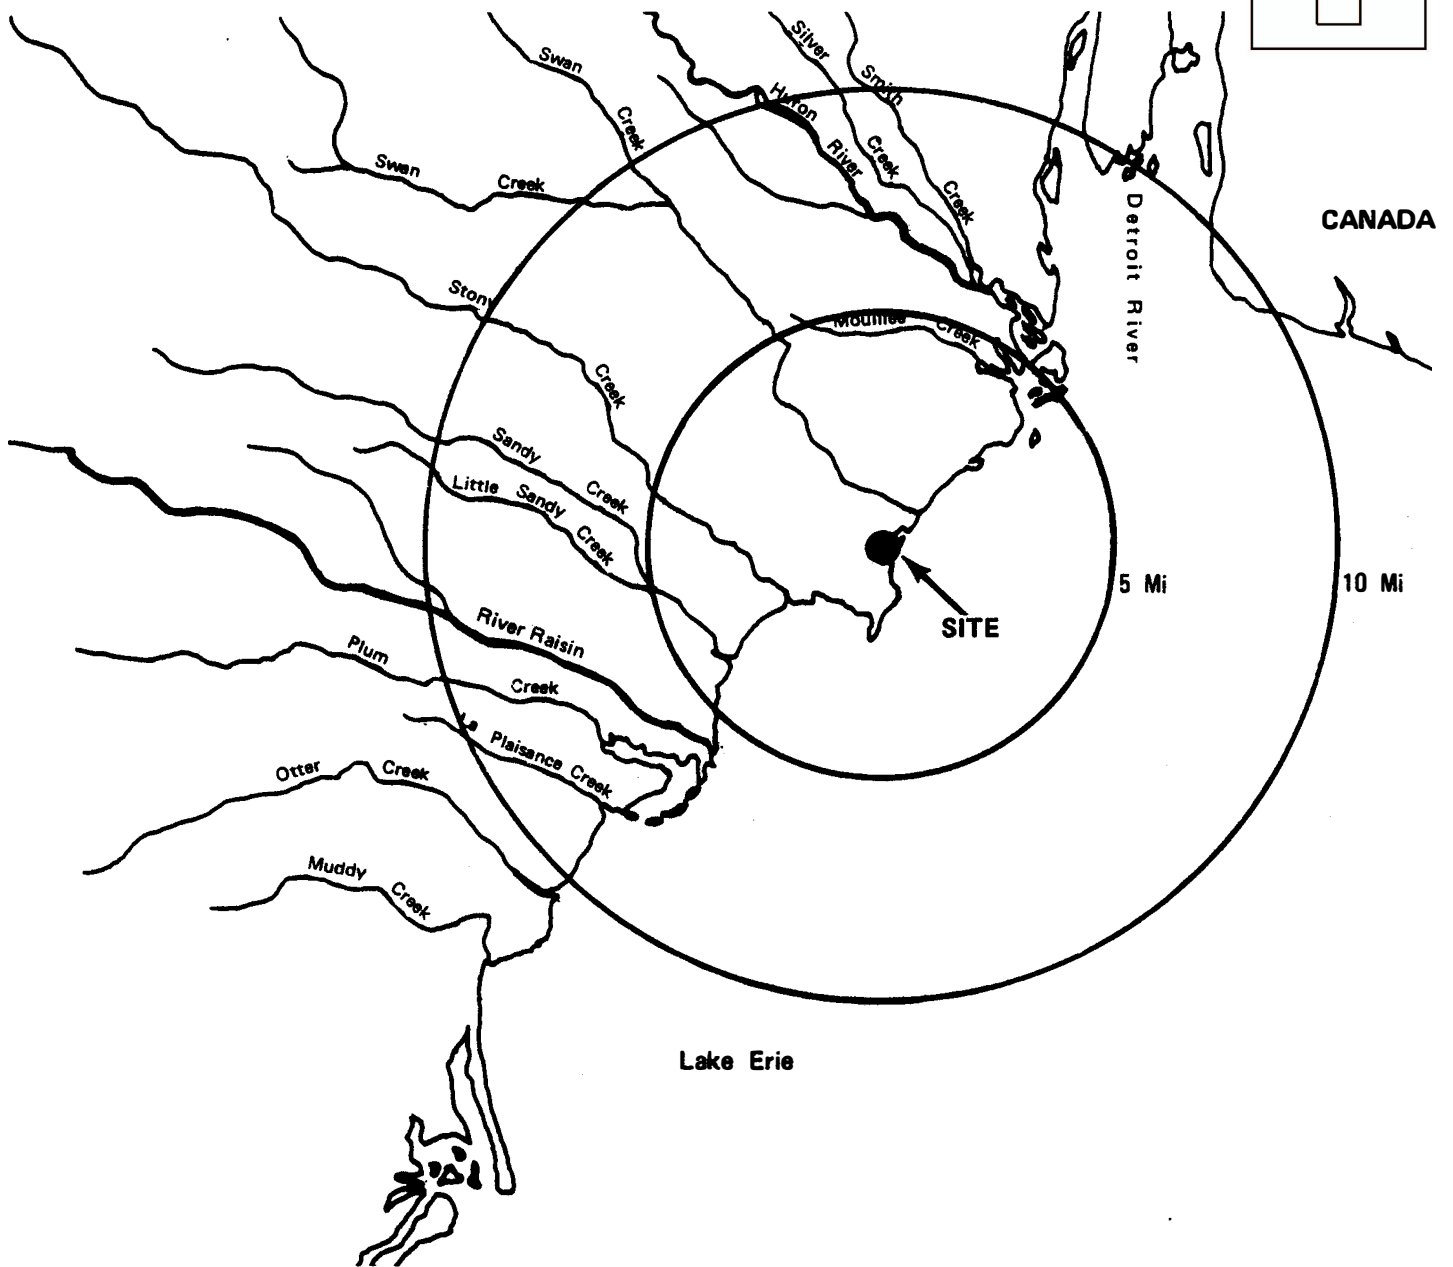 Swan
Creek
Silver
Creek
Smith
Creek
Huron
River
Swan
Creek
Detroit River
CANADA
Stony
Creek
Mouillee
Creek
Sandy
Creek
Little Sandy
Creek
5 Mi
10 Mi
SITE
River Raisin
Plum
Creek
La Plaisance Creek
Otter
Creek
Muddy
Creek
Lake Erie